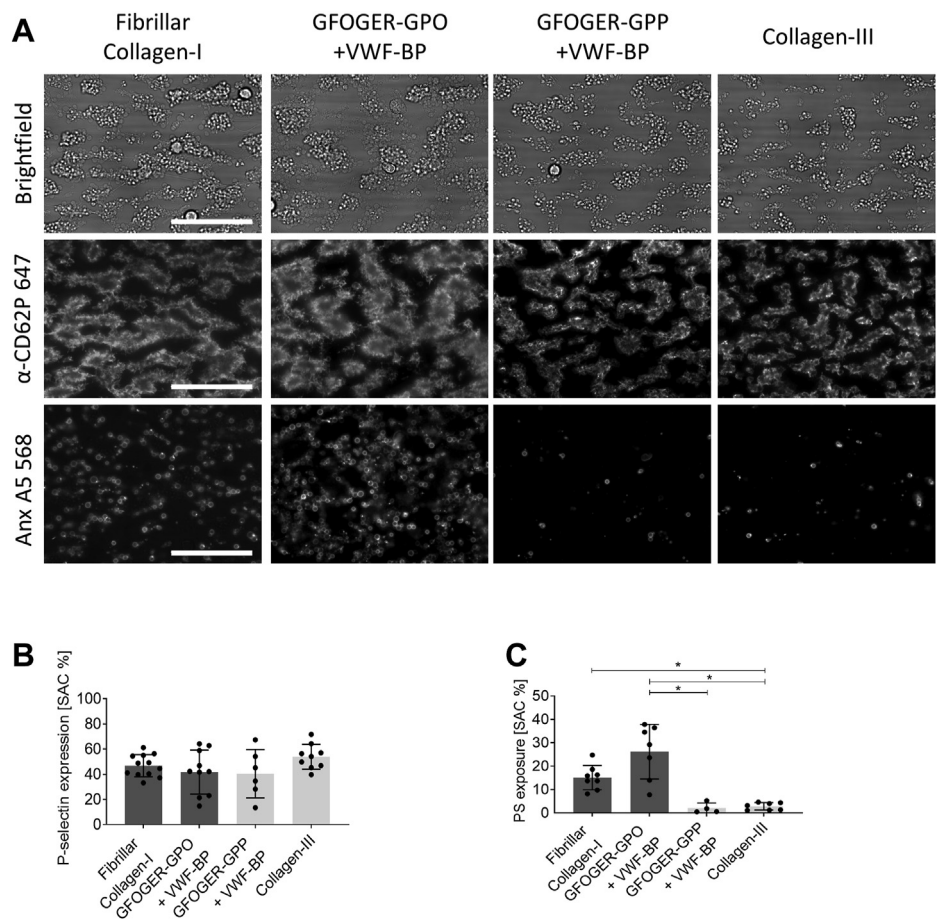 A
Fibrillar
Collagen-I
GFOGER-GPO
+VWF-BP
GFOGER-GPP
+VWF-BP
Collagen-III
Brightfield
α-CD62P 647
Anx A5 568
B
P-selectin expression [SAC %]
100
80
60
40
20
0
Fibrillar
Collagen-I
GFOGER-GPO
+ VWF-BP
GFOGER-GPP
+ VWF-BP
Collagen-III
C
PS exposure [SAC %]
50
40
30
20
10
0
*
*
*
Fibrillar
Collagen-I
GFOGER-GPO
+ VWF-BP
GFOGER-GPP
+ VWF-BP
Collagen-III